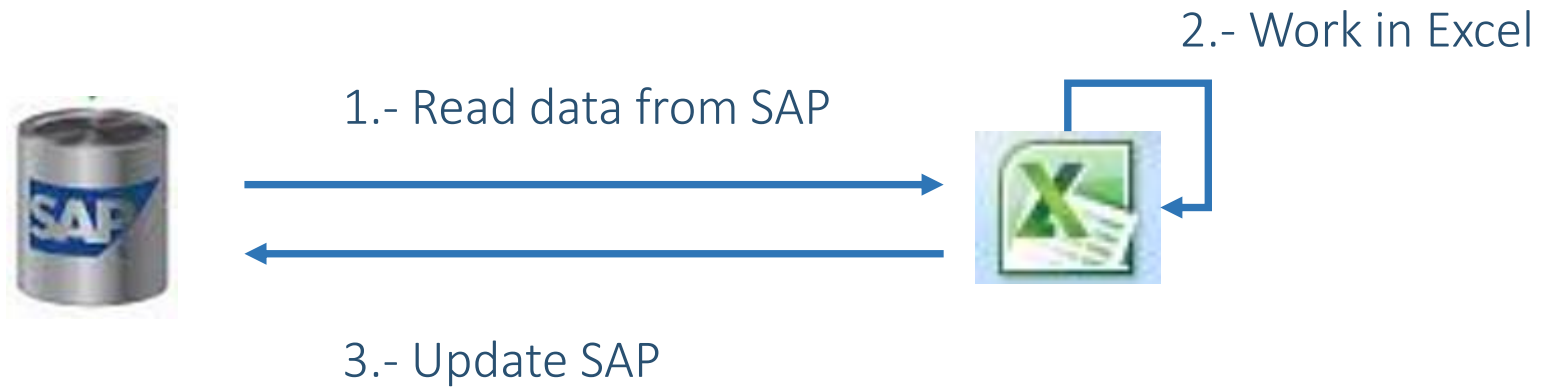 2.- Work in Excel
1.- Read data from SAP
SAP
X
3.- Update SAP